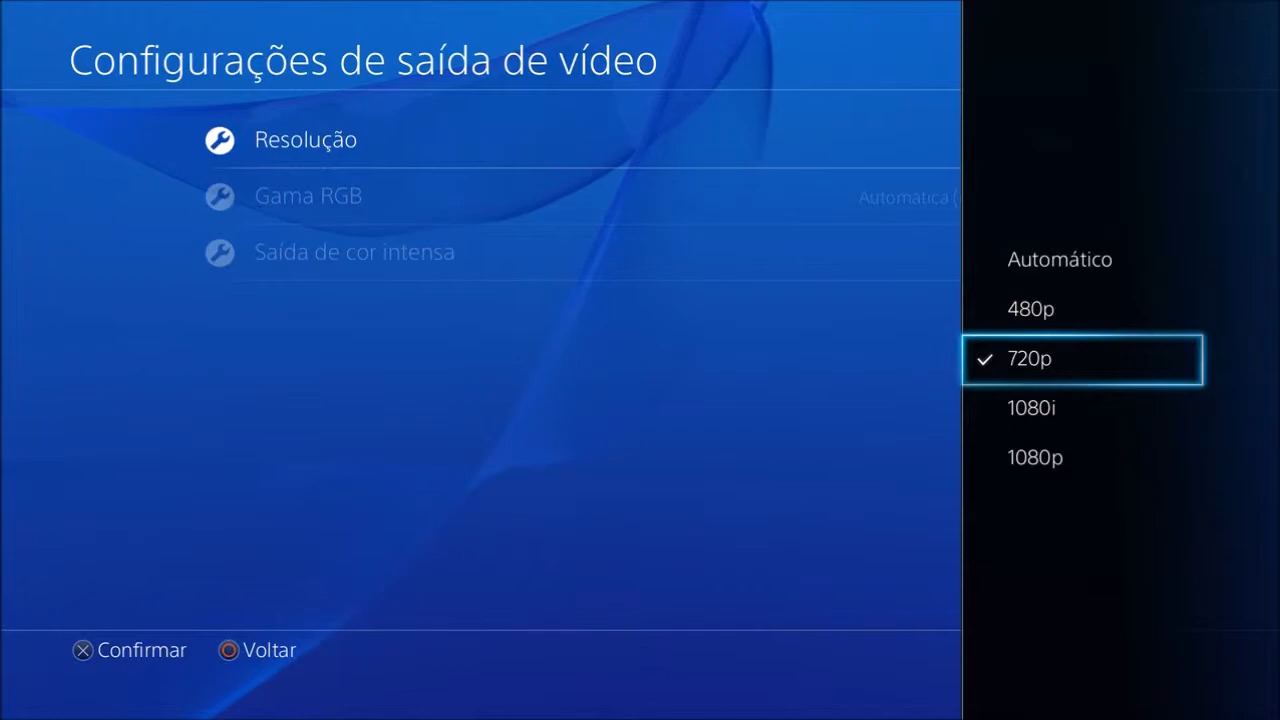 Configurações de saída de vídeo
Resolução
Gama RGB
Automática (
Saída de cor intensa
Automático
480p
720p
1080i
1080p
Confirmar
Voltar